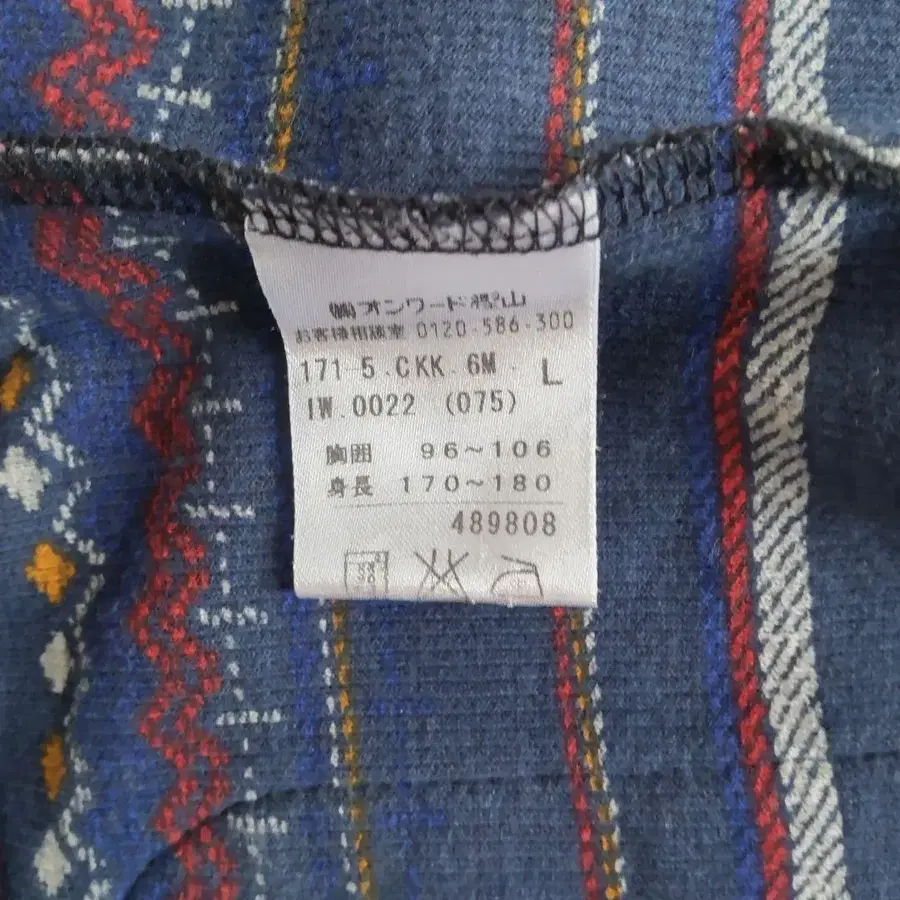 ㈱オンワード樫山
お客様相談室 0120-586-300
171-5.CKK.6M. L
IW.0022 (075)
胸囲 96～106
身長 170～180
489808